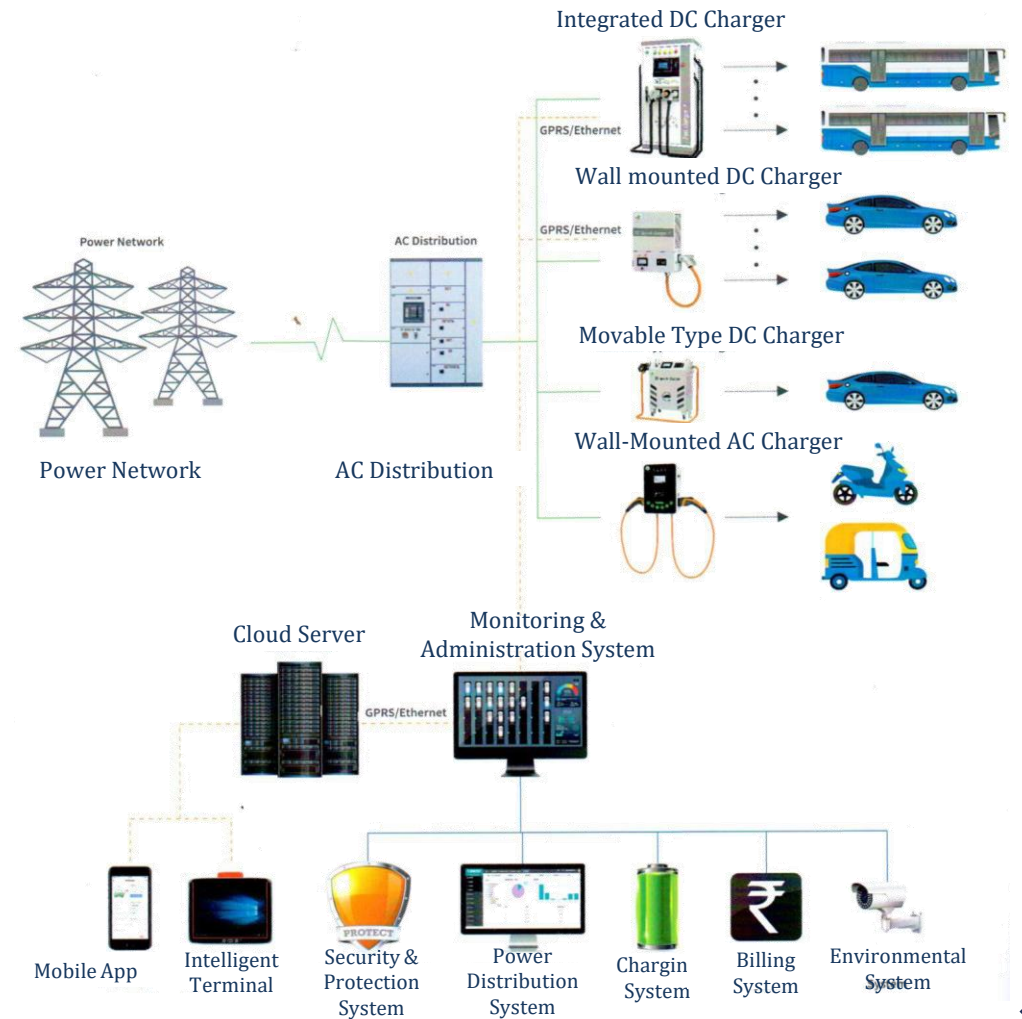 Integrated DC Charger
GPRS/Ethernet
Wall mounted DC Charger
GPRS/Ethernet
Power Network
AC Distribution
Movable Type DC Charger
Wall-Mounted AC Charger
Power Network
AC Distribution
Monitoring &
Administration System
Cloud Server
GPRS/Ethernet
PROTECT
₹
Mobile App
Intelligent
Terminal
Security &
Protection
System
Power
Distribution
System
Chargin
System
Billing
System
Environmental
System